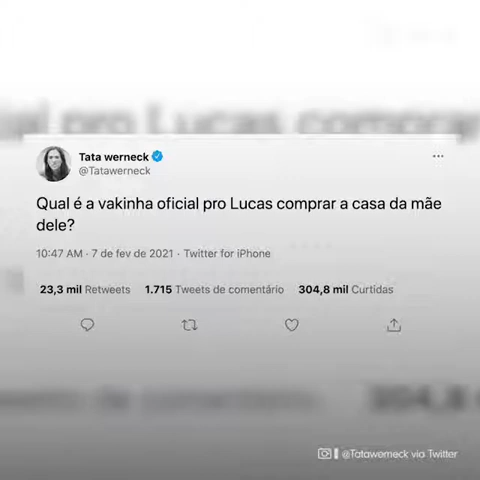 Tata werneck
@Tatawerneck
Qual é a vakinha oficial pro Lucas comprar a casa da mãe
dele?
10:47 AM · 7 de fev de 2021 · Twitter for iPhone
23,3 mil Retweets 1.715 Tweets de comentário 304,8 mil Curtidas
@Tatawerneck via Twitter